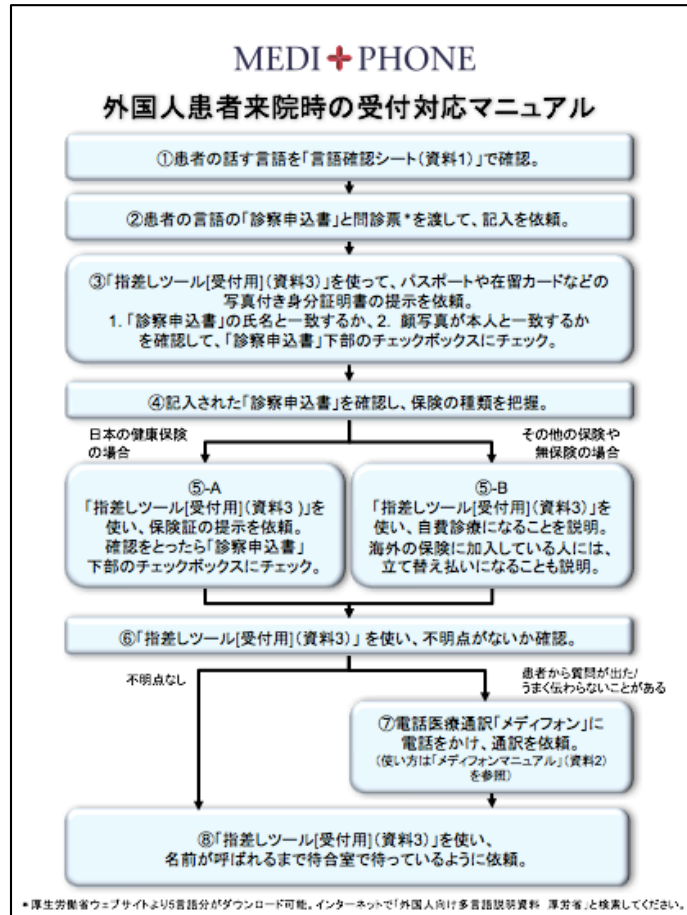 MEDI+PHONE
外国人患者来院時の受付対応マニュアル
①患者の話す言語を「言語確認シート(資料1)」で確認。
②患者の言語の「診察申込書」と問診票*を渡して、記入を依頼。
③「指差しツール[受付用](資料3)」を使って、パスポートや在留カードなどの
写真付き身分証明書の提示を依頼。
1.「診察申込書」の氏名と一致するか、2. 顔写真が本人と一致するか
を確認して、「診察申込書」下部のチェックボックスにチェック。
④記入された「診察申込書」を確認し、保険の種類を把握。
日本の健康保険
の場合
その他の保険や
無保険の場合
⑤-A
「指差しツール[受付用](資料3)」を
使い、保険証の提示を依頼。
確認をとったら「診察申込書」
下部のチェックボックスにチェック。
⑤-B
「指差しツール[受付用](資料3)」を
使い、自費診療になることを説明。
海外の保険に加入している人には、
立て替え払いになることも説明。
⑥「指差しツール[受付用](資料3)」を使い、不明点がないか確認。
不明点なし
患者から質問が出た/
うまく伝わらないことがある
⑦電話医療通訳「メディフォン」に
電話をかけ、通訳を依頼。
(使い方は「メディフォンマニュアル」(資料2)
を参照)
⑧「指差しツール[受付用](資料3)」を使い、
名前が呼ばれるまで待合室で待っているように依頼。
*厚生労働省ウェブサイトより5言語分がダウンロード可能。インターネットで「外国人向け多言語説明資料 厚労省」と検索してください。